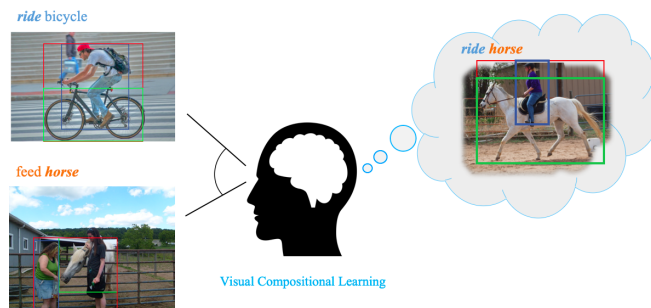 ride bicycle
feed horse
ride horse
Visual Compositional Learning